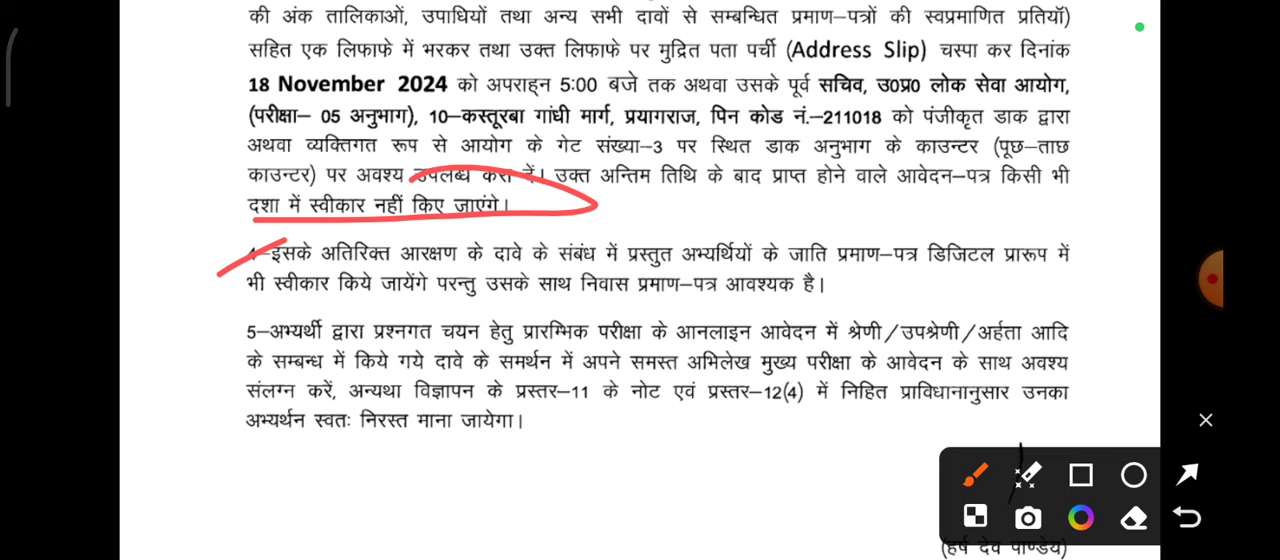 की अंक तालिकाओं, उपाधियों तथा अन्य सभी दावों से सम्बन्धित प्रमाण–पत्रों की स्वप्रमाणित प्रतियॉ)
सहित एक लिफाफे में भरकर तथा उक्त लिफाफे पर मुद्रित पता पर्ची (Address Slip) चस्पा कर दिनांक
18 November 2024 को अपराह्न 5:00 बजे तक अथवा उसके पूर्व सचिव, उ0प्र0 लोक सेवा आयोग,
(परीक्षा– 05 अनुभाग), 10–कस्तूरबा गांधी मार्ग, प्रयागराज, पिन कोड नं.–211018 को पंजीकृत डाक द्वारा
अथवा व्यक्तिगत रूप से आयोग के गेट संख्या–3 पर स्थित डाक अनुभाग के काउन्टर (पूछ–ताछ
काउन्टर) पर अवश्य उपलब्ध करा दें। उक्त अन्तिम तिथि के बाद प्राप्त होने वाले आवेदन–पत्र किसी भी
दशा में स्वीकार नहीं किए जाएंगे।
4–इसके अतिरिक्त आरक्षण के दावे के संबंध में प्रस्तुत अभ्यर्थियों के जाति प्रमाण–पत्र डिजिटल प्रारूप में
भी स्वीकार किये जायेंगे परन्तु उसके साथ निवास प्रमाण–पत्र आवश्यक है।
5–अभ्यर्थी द्वारा प्रश्नगत चयन हेतु प्रारम्भिक परीक्षा के आनलाइन आवेदन में श्रेणी/उपश्रेणी/अर्हता आदि
के सम्बन्ध में किये गये दावे के समर्थन में अपने समस्त अभिलेख मुख्य परीक्षा के आवेदन के साथ अवश्य
संलग्न करें, अन्यथा विज्ञापन के प्रस्तर–11 के नोट एवं प्रस्तर–12(4) में निहित प्राविधानानुसार उनका
अभ्यर्थन स्वतः निरस्त माना जायेगा।
(हर्ष देव पाण्डेय)